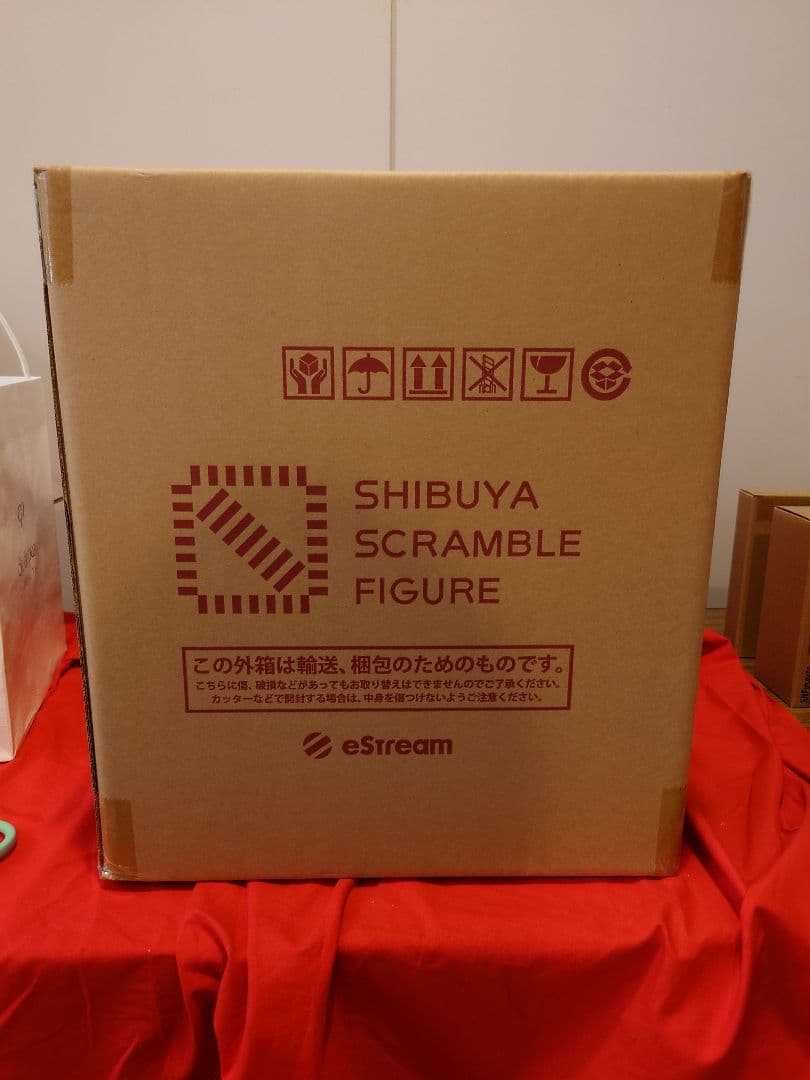 SHIBUYA
SCRAMBLE
FIGURE
この外箱は輸送、梱包のためのものです。
こちらに傷、破損などがあってもお取り替えはできませんのでご了承ください。
カッターなどで開封する場合は、中身を傷つけないようご注意ください。
eStream